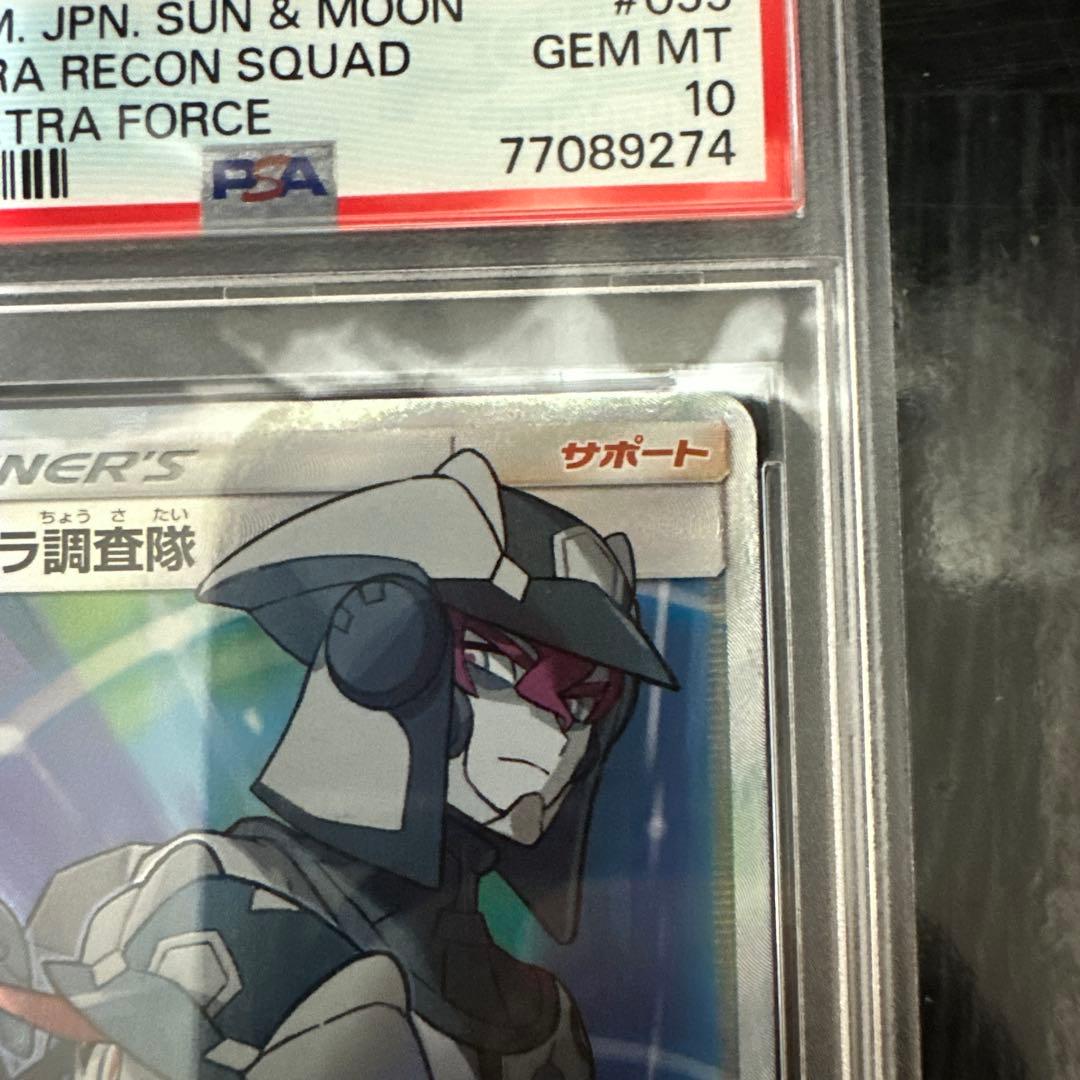 M. JPN. SUN & MOON
RA RECON SQUAD
TRA FORCE
GEM MT
10
77089274
PSA
NER'S
サポート
ちょう さ たい
ラ調査隊